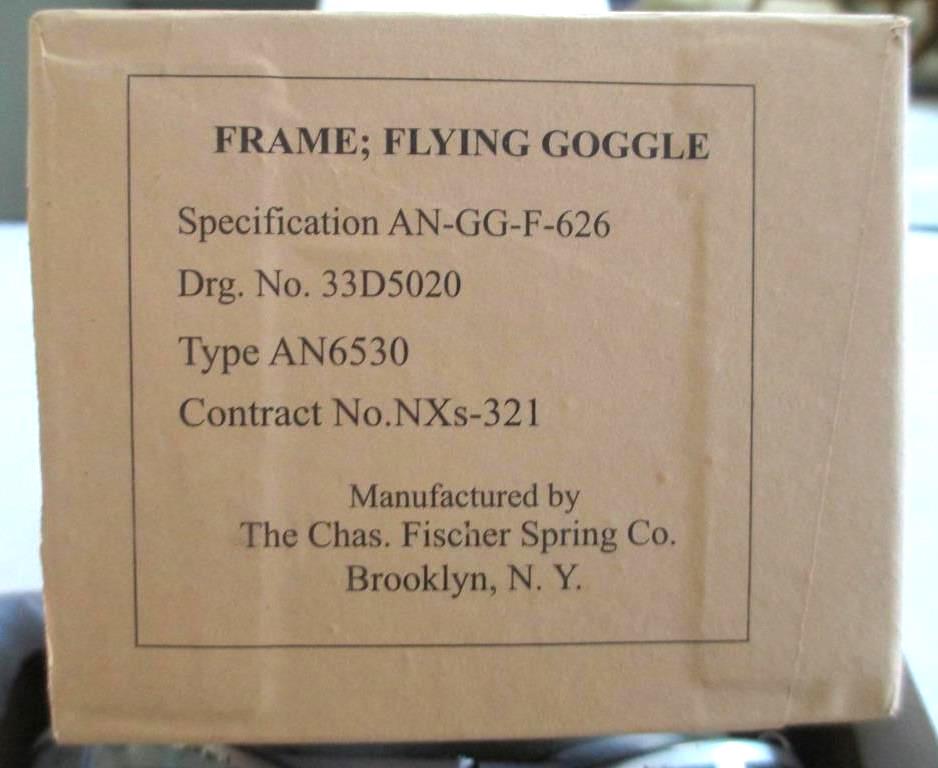 FRAME; FLYING GOGGLE
Specification AN-GG-F-626
Drg. No. 33D5020
Type AN6530
Contract No.NXs-321
Manufactured by
The Chas. Fischer Spring Co.
Brooklyn, N. Y.